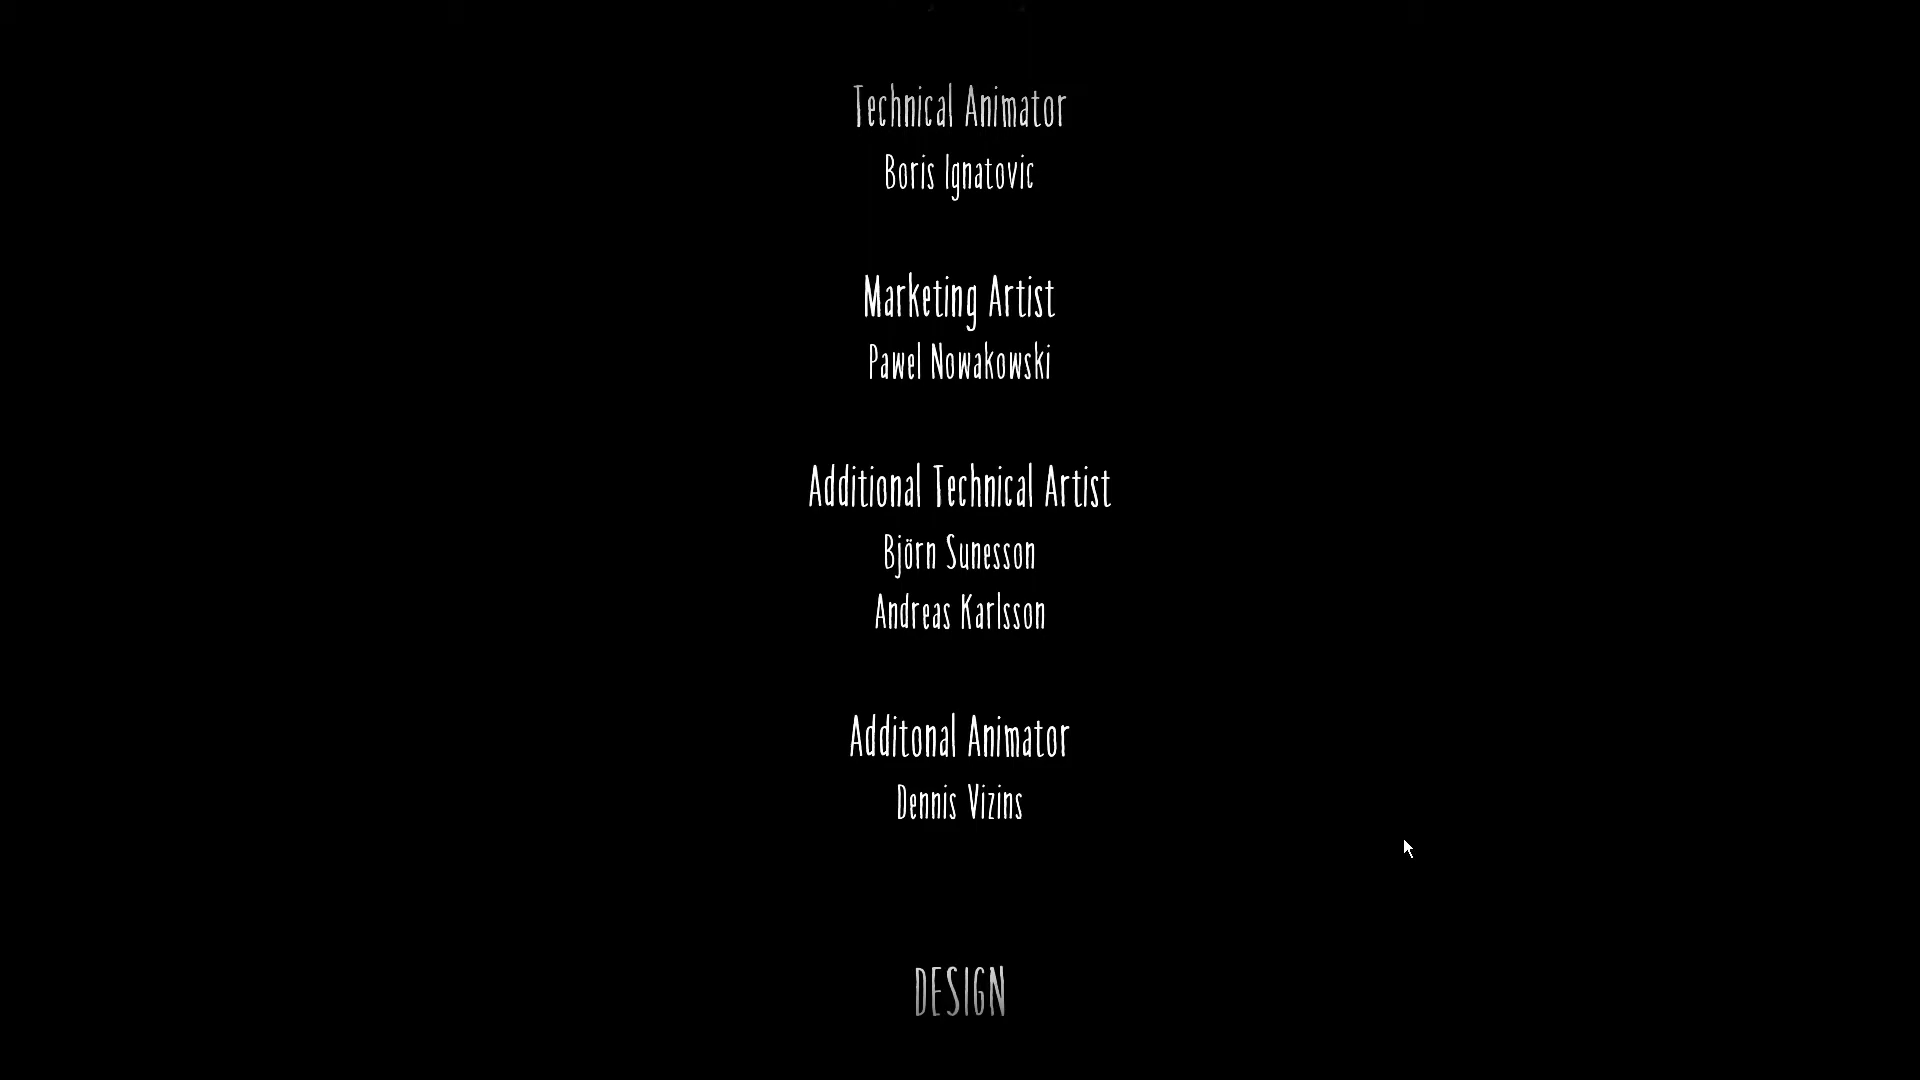 Technical Animator
Boris Ignatovic
Marketing Artist
Pawel Nowakowski
Additional Technical Artist
Björn Sunesson
Andreas Karlsson
Additonal Animator
Dennis Vizins
DESIGN